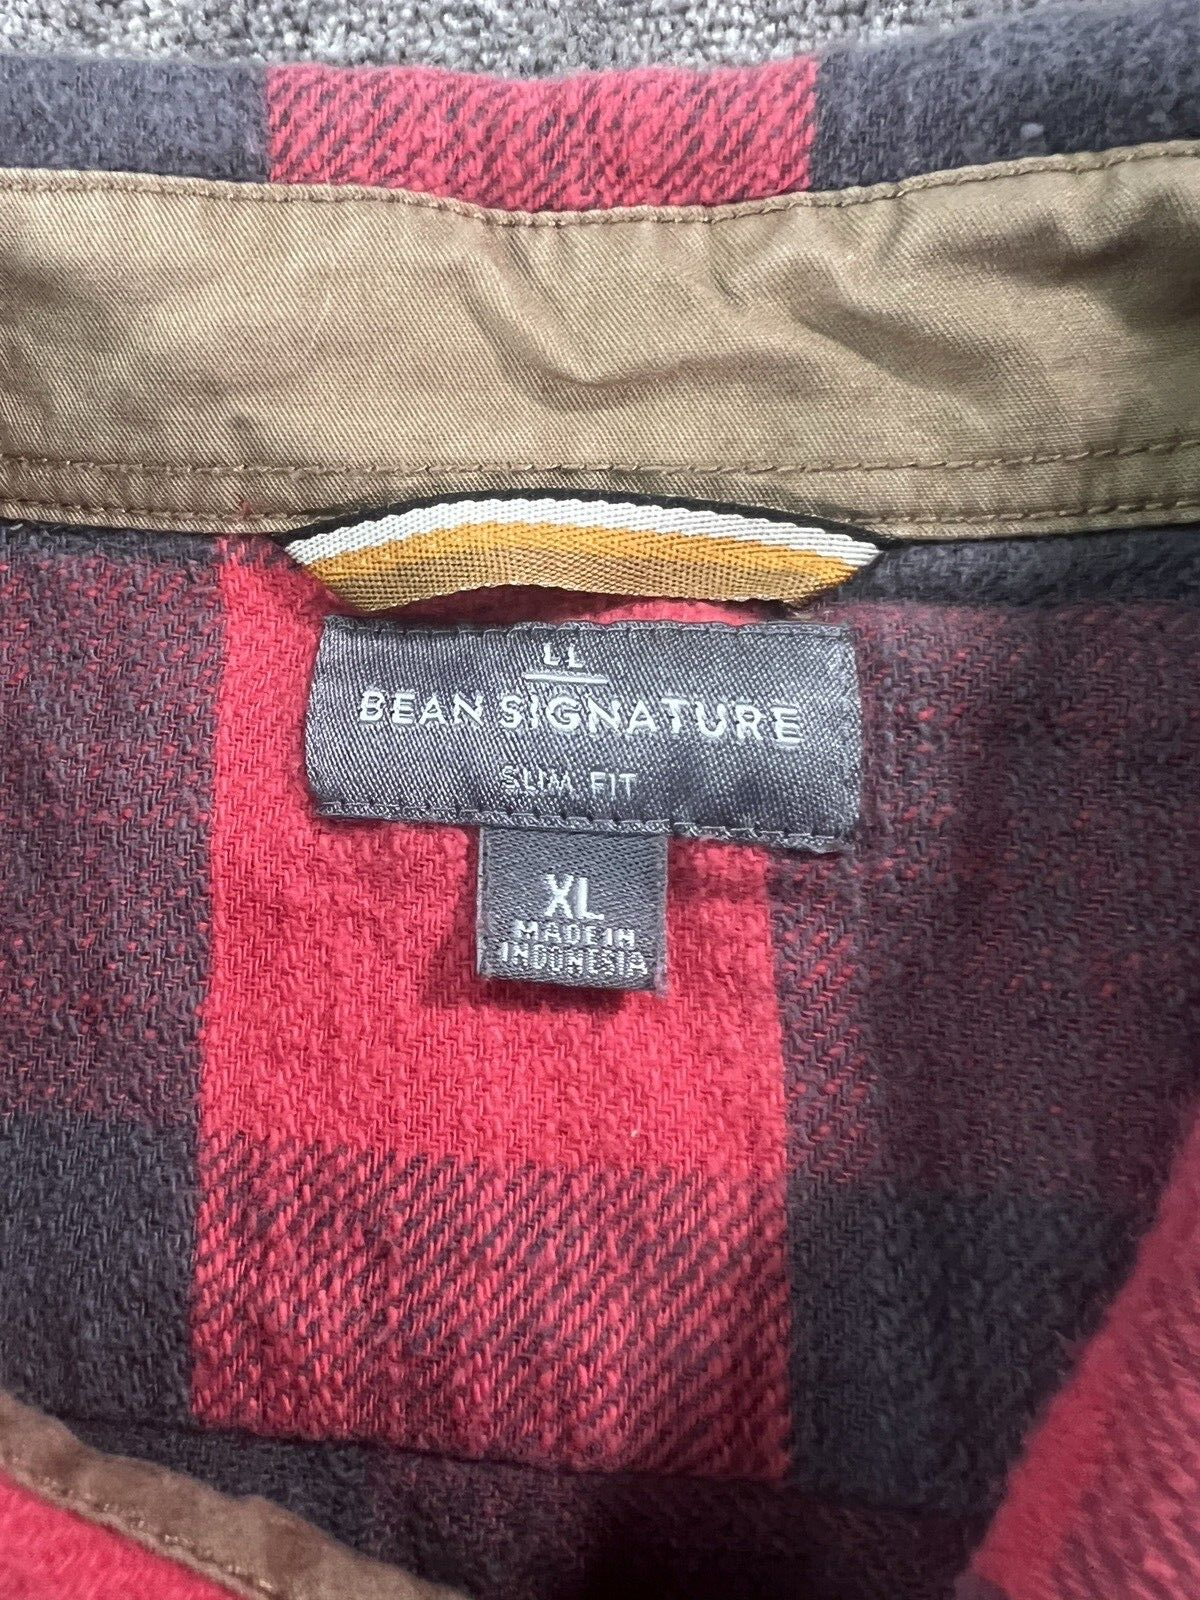 LL
BEAN SIGNATURE
SLIM FIT
XL
MADE IN
INDONESIA